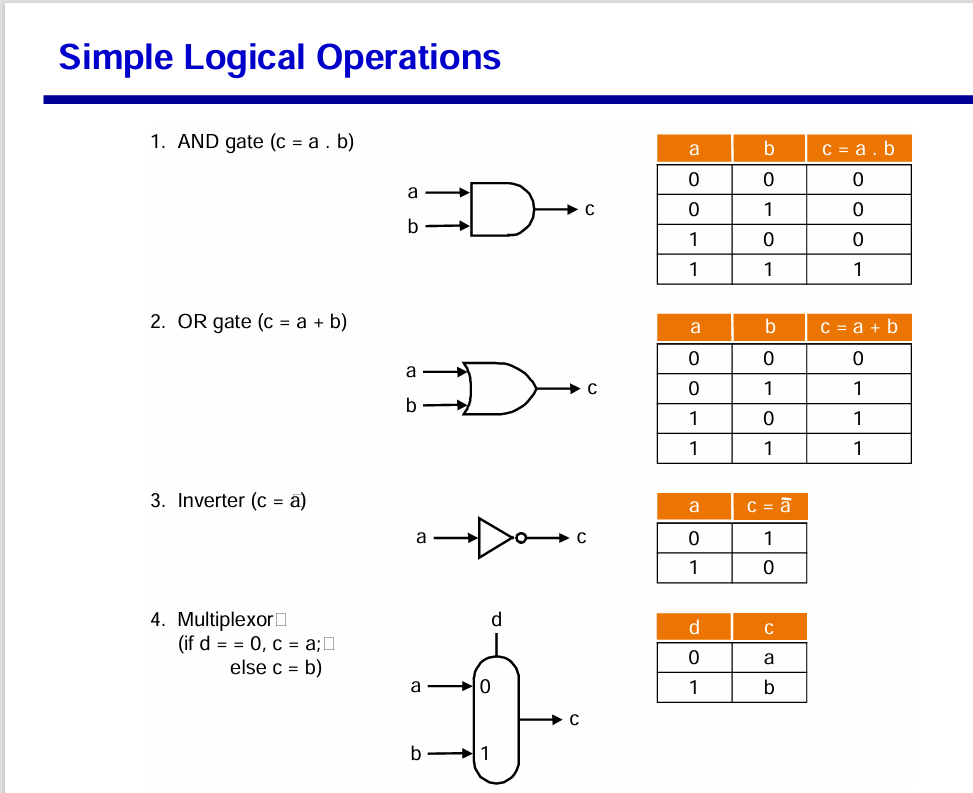 Simple Logical Operations
1. AND gate (c = a . b)
a
b
c
a b c = a . b
0 0 0
0 1 0
1 0 0
1 1 1
2. OR gate (c = a + b)
a
b
c
a b c = a + b
0 0 0
0 1 1
1 0 1
1 1 1
3. Inverter (c = a̅)
a
c
a c = a̅
0 1
1 0
4. Multiplexor□
(if d = = 0, c = a;□
else c = b)
d
a 0
c
b 1
d c
0 a
1 b